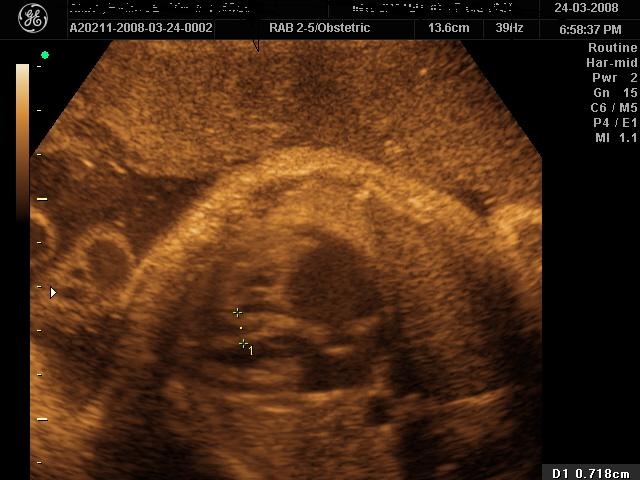 24-03-2008
A20211-2008-03-24-0002 RAB 2-5/Obstetric 13.6cm 39Hz 6:58:37 PM
Routine
Har-mid
Pwr 2
Gn 15
C6 / M5
P4 / E1
MI 1.1
1
D1 0.718cm